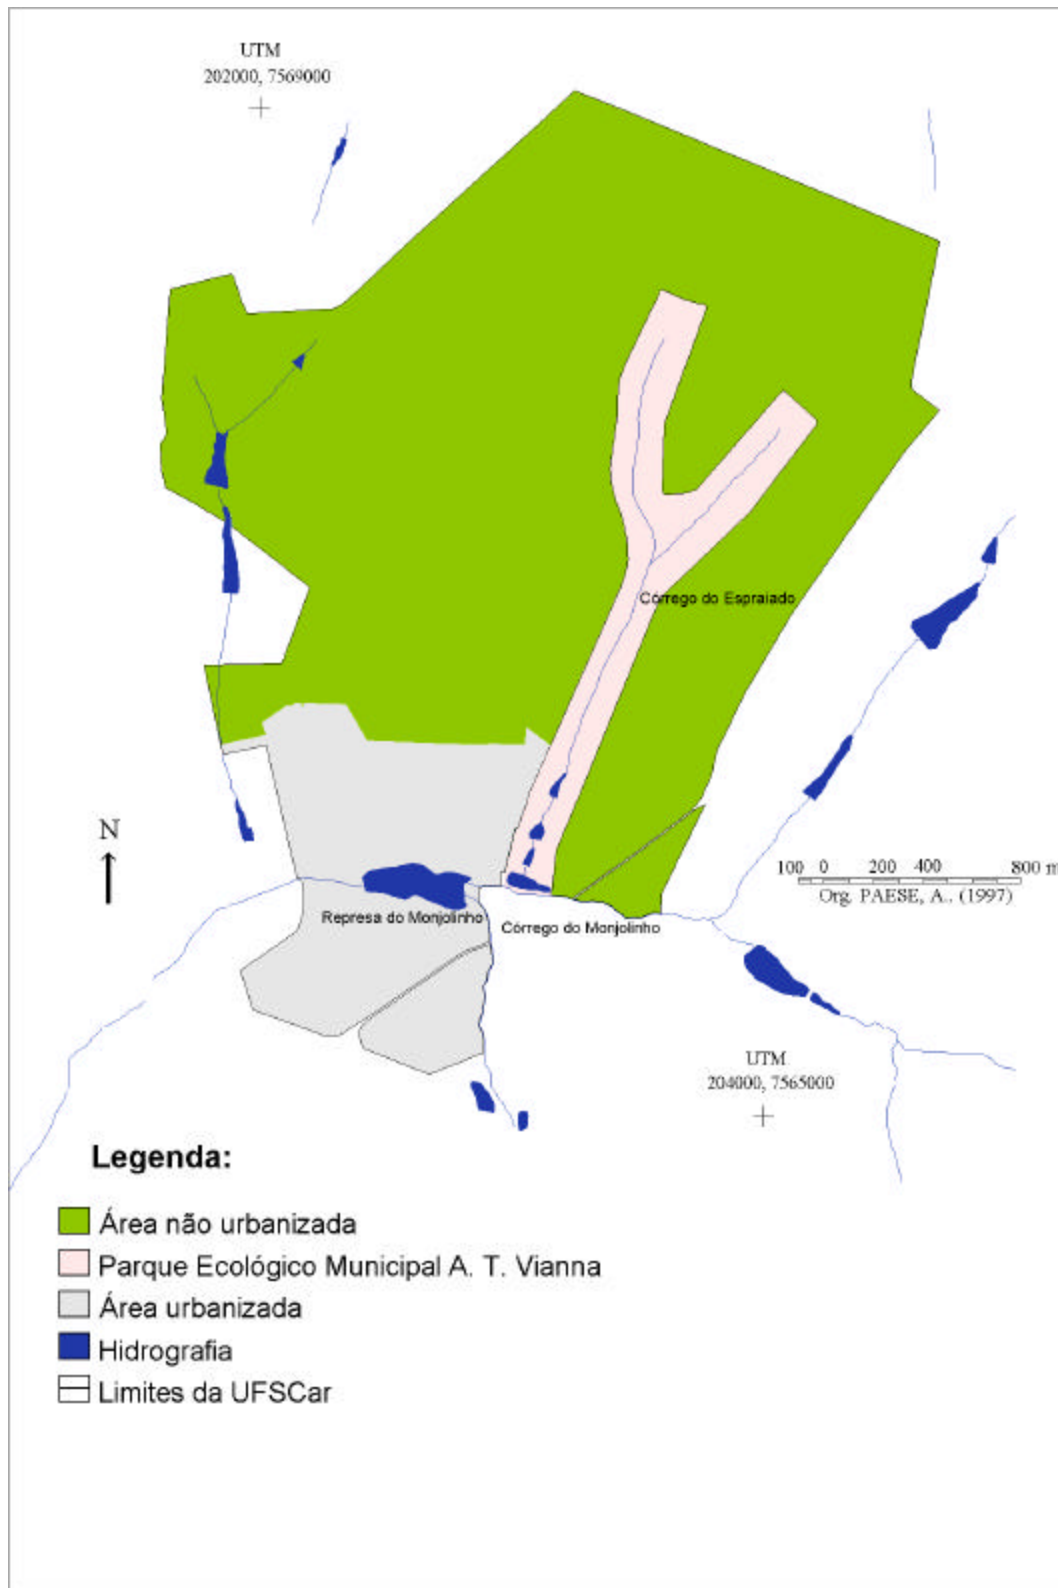 UTM
202000, 7569000
Córrego do Espraiado
N
100 0 200 400 800 m
Org. PAESE, A.. (1997)
Represa do Monjolinho
Córrego do Monjolinho
UTM
204000, 7565000
Legenda:
Área não urbanizada
Parque Ecológico Municipal A. T. Vianna
Área urbanizada
Hidrografia
Limites da UFSCar